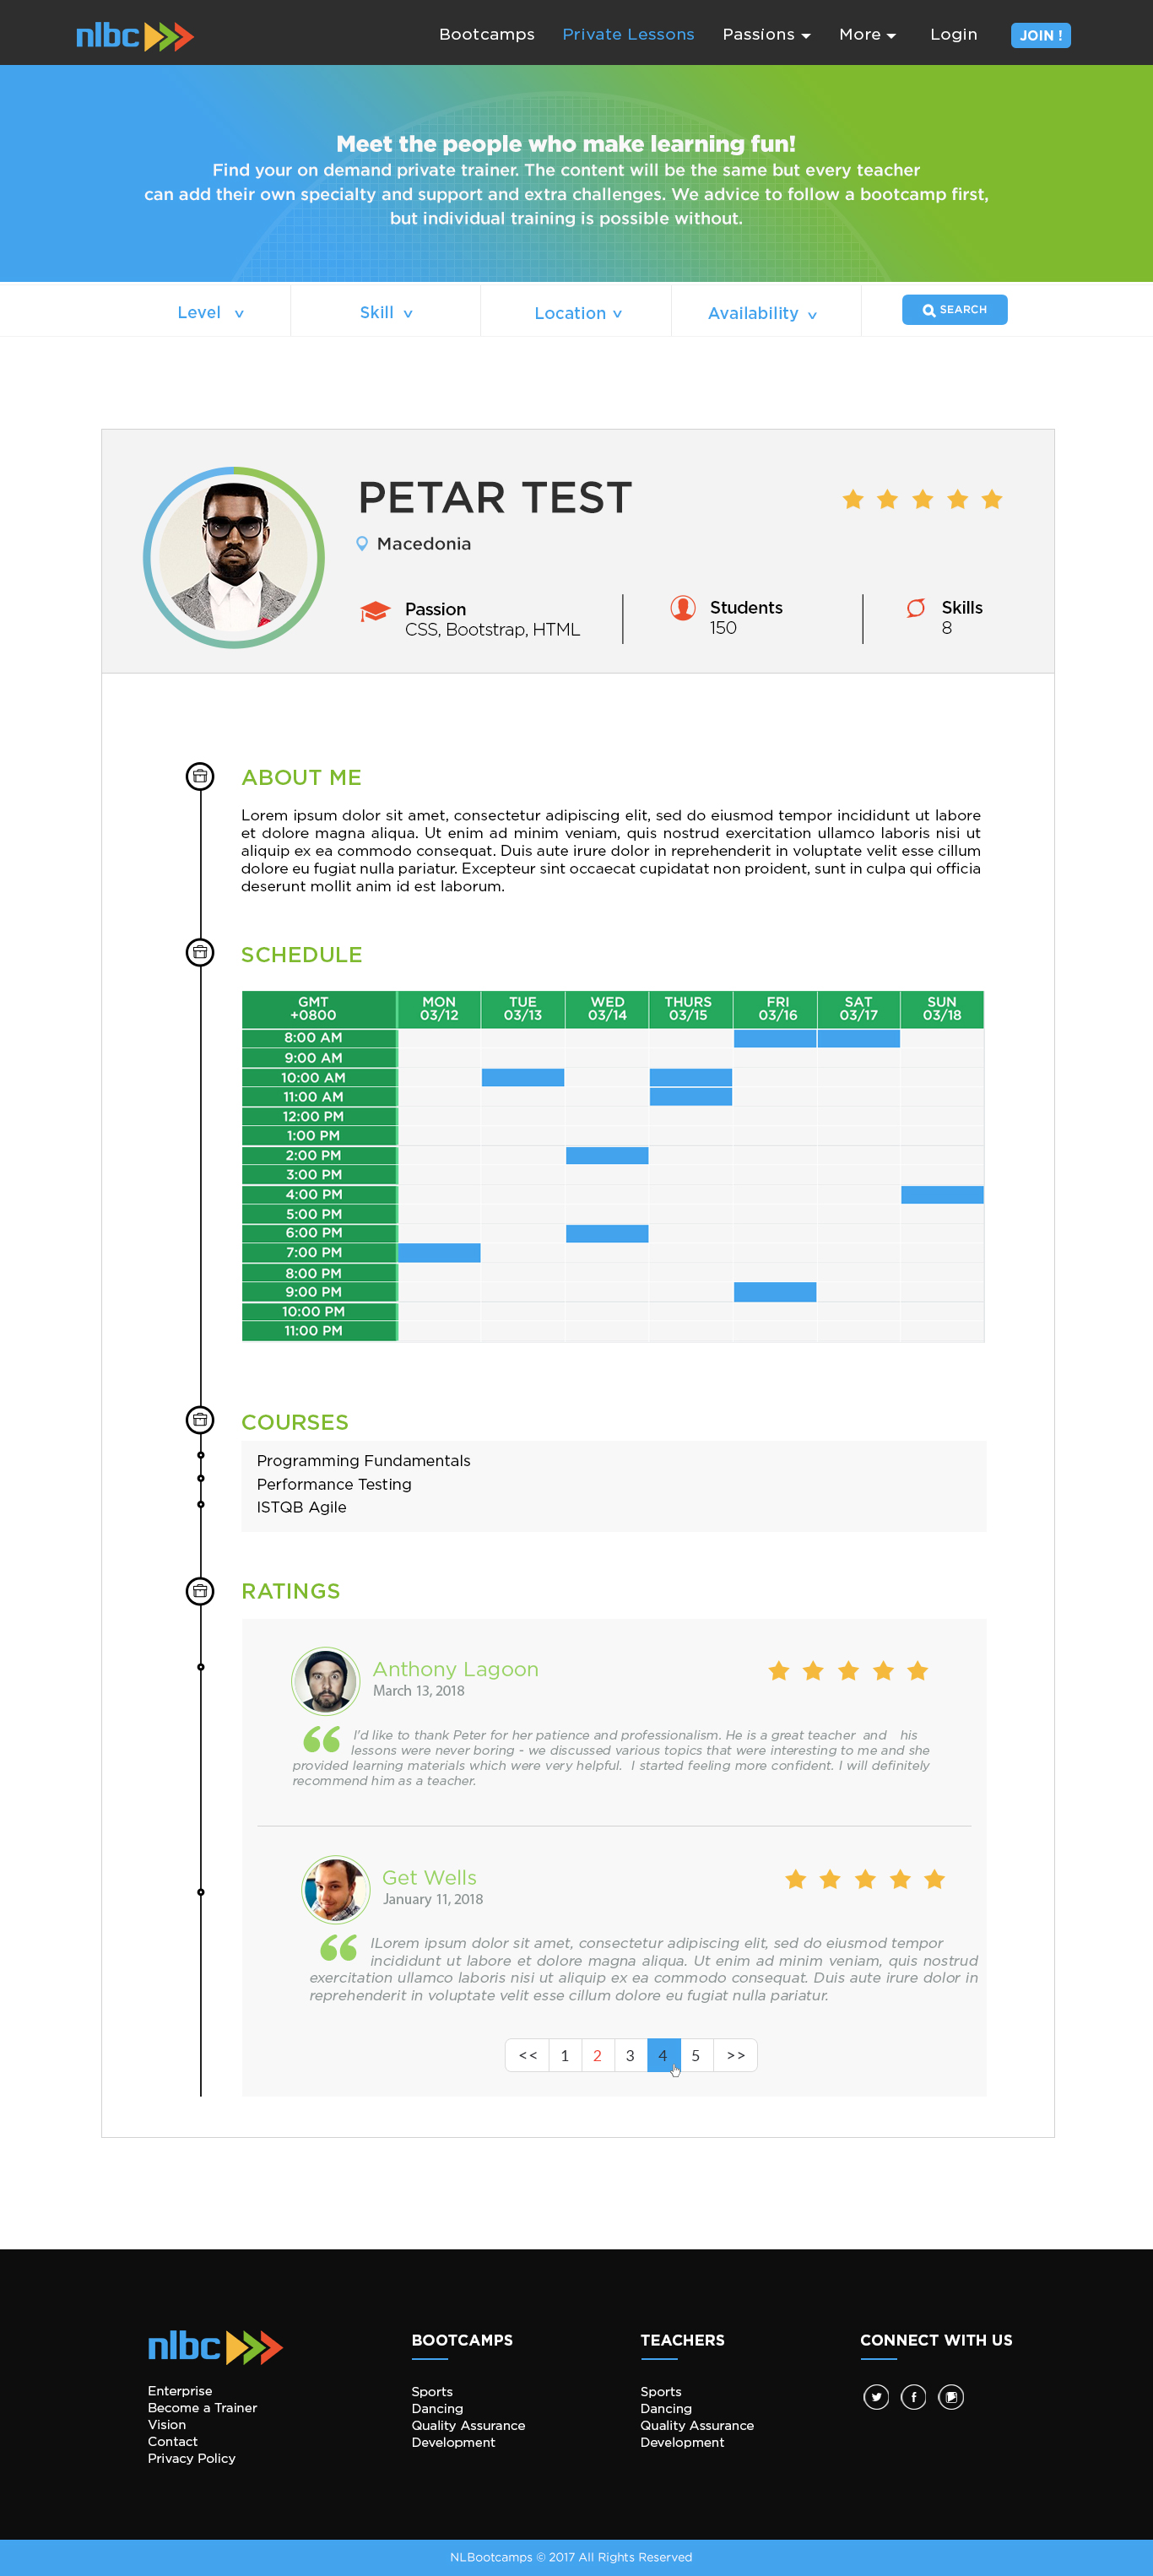 nlbc
Bootcamps Private Lessons Passions More Login JOIN !
Meet the people who make learning fun!
Find your on demand private trainer. The content will be the same but every teacher
can add their own specialty and support and extra challenges. We advice to follow a bootcamp first,
but individual training is possible without.
Level Skill Location Availability SEARCH
PETAR TEST
Macedonia
Passion
CSS, Bootstrap, HTML
Students
150
Skills
8
ABOUT ME
Lorem ipsum dolor sit amet, consectetur adipiscing elit, sed do eiusmod tempor incididunt ut labore
et dolore magna aliqua. Ut enim ad minim veniam, quis nostrud exercitation ullamco laboris nisi ut
aliquip ex ea commodo consequat. Duis aute irure dolor in reprehenderit in voluptate velit esse cillum
dolore eu fugiat nulla pariatur. Excepteur sint occaecat cupidatat non proident, sunt in culpa qui officia
deserunt mollit anim id est laborum.
SCHEDULE
GMT MON TUE WED THURS FRI SAT SUN
+0800 03/12 03/13 03/14 03/15 03/16 03/17 03/18
8:00 AM
9:00 AM
10:00 AM
11:00 AM
12:00 PM
1:00 PM
2:00 PM
3:00 PM
4:00 PM
5:00 PM
6:00 PM
7:00 PM
8:00 PM
9:00 PM
10:00 PM
11:00 PM
COURSES
Programming Fundamentals
Performance Testing
ISTQB Agile
RATINGS
Anthony Lagoon
March 13, 2018
I'd like to thank Peter for her patience and professionalism. He is a great teacher and his
lessons were never boring - we discussed various topics that were interesting to me and she
provided learning materials which were very helpful. I started feeling more confident. I will definitely
recommend him as a teacher.
Get Wells
January 11, 2018
ILorem ipsum dolor sit amet, consectetur adipiscing elit, sed do eiusmod tempor
incididunt ut labore et dolore magna aliqua. Ut enim ad minim veniam, quis nostrud
exercitation ullamco laboris nisi ut aliquip ex ea commodo consequat. Duis aute irure dolor in
reprehenderit in voluptate velit esse cillum dolore eu fugiat nulla pariatur.
<< 1 2 3 4 5 >>
nlbc
Enterprise
Become a Trainer
Vision
Contact
Privacy Policy
BOOTCAMPS
Sports
Dancing
Quality Assurance
Development
TEACHERS
Sports
Dancing
Quality Assurance
Development
CONNECT WITH US
NLBootcamps © 2017 All Rights Reserved